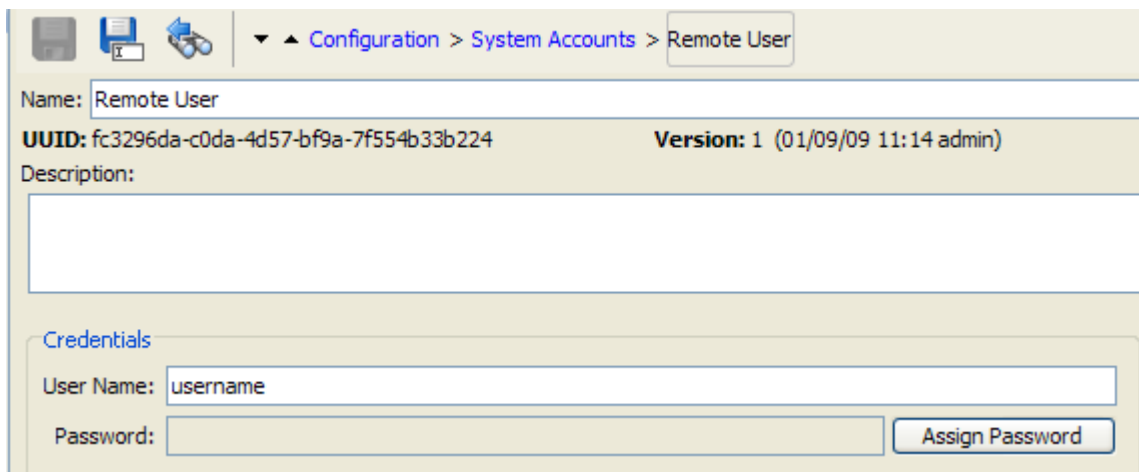 Configuration > System Accounts > Remote User
Name: Remote User
UUID: fc3296da-c0da-4d57-bf9a-7f554b33b224 Version: 1 (01/09/09 11:14 admin)
Description:
Credentials
User Name: username
Password: Assign Password